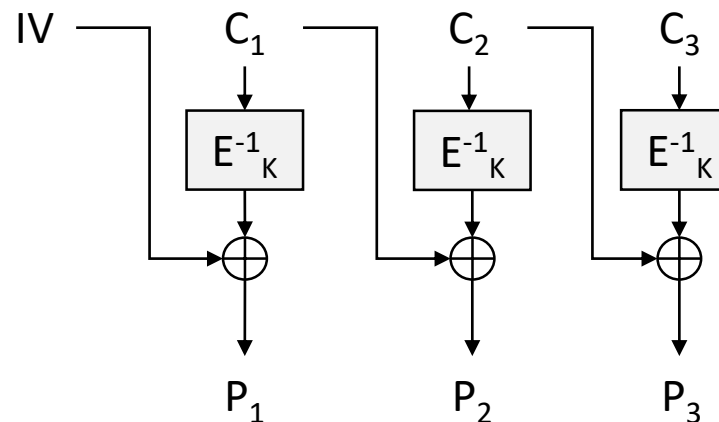 IV C₁ C₂ C₃
E⁻¹K E⁻¹K E⁻¹K
P₁ P₂ P₃